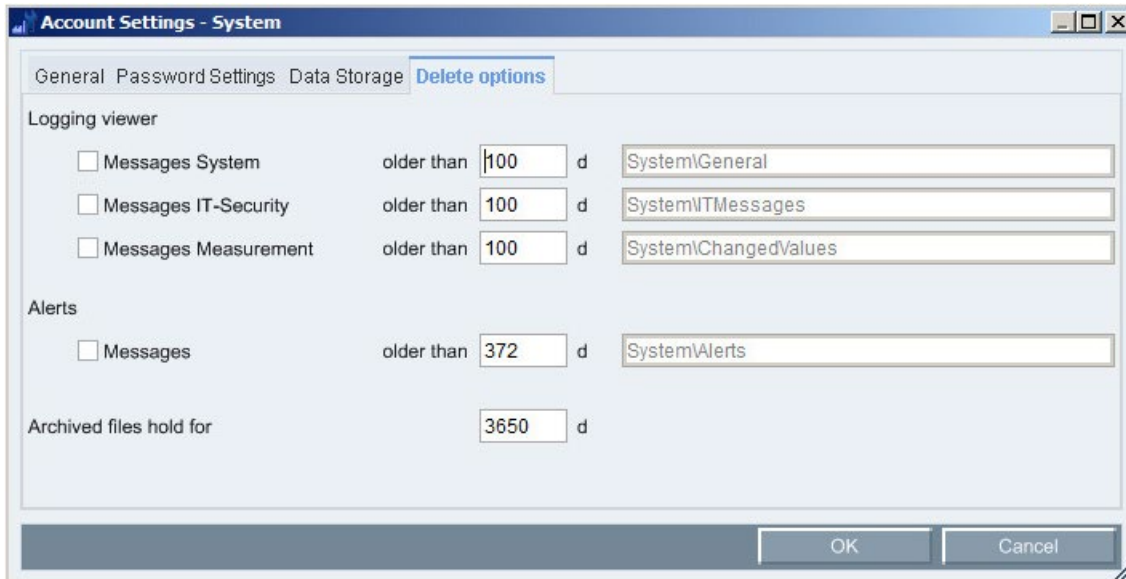 Account Settings - System
General Password Settings Data Storage Delete options
Logging viewer
Messages System older than 100 d System\General
Messages IT-Security older than 100 d System\ITMessages
Messages Measurement older than 100 d System\ChangedValues
Alerts
Messages older than 372 d System\Alerts
Archived files hold for 3650 d
OK Cancel